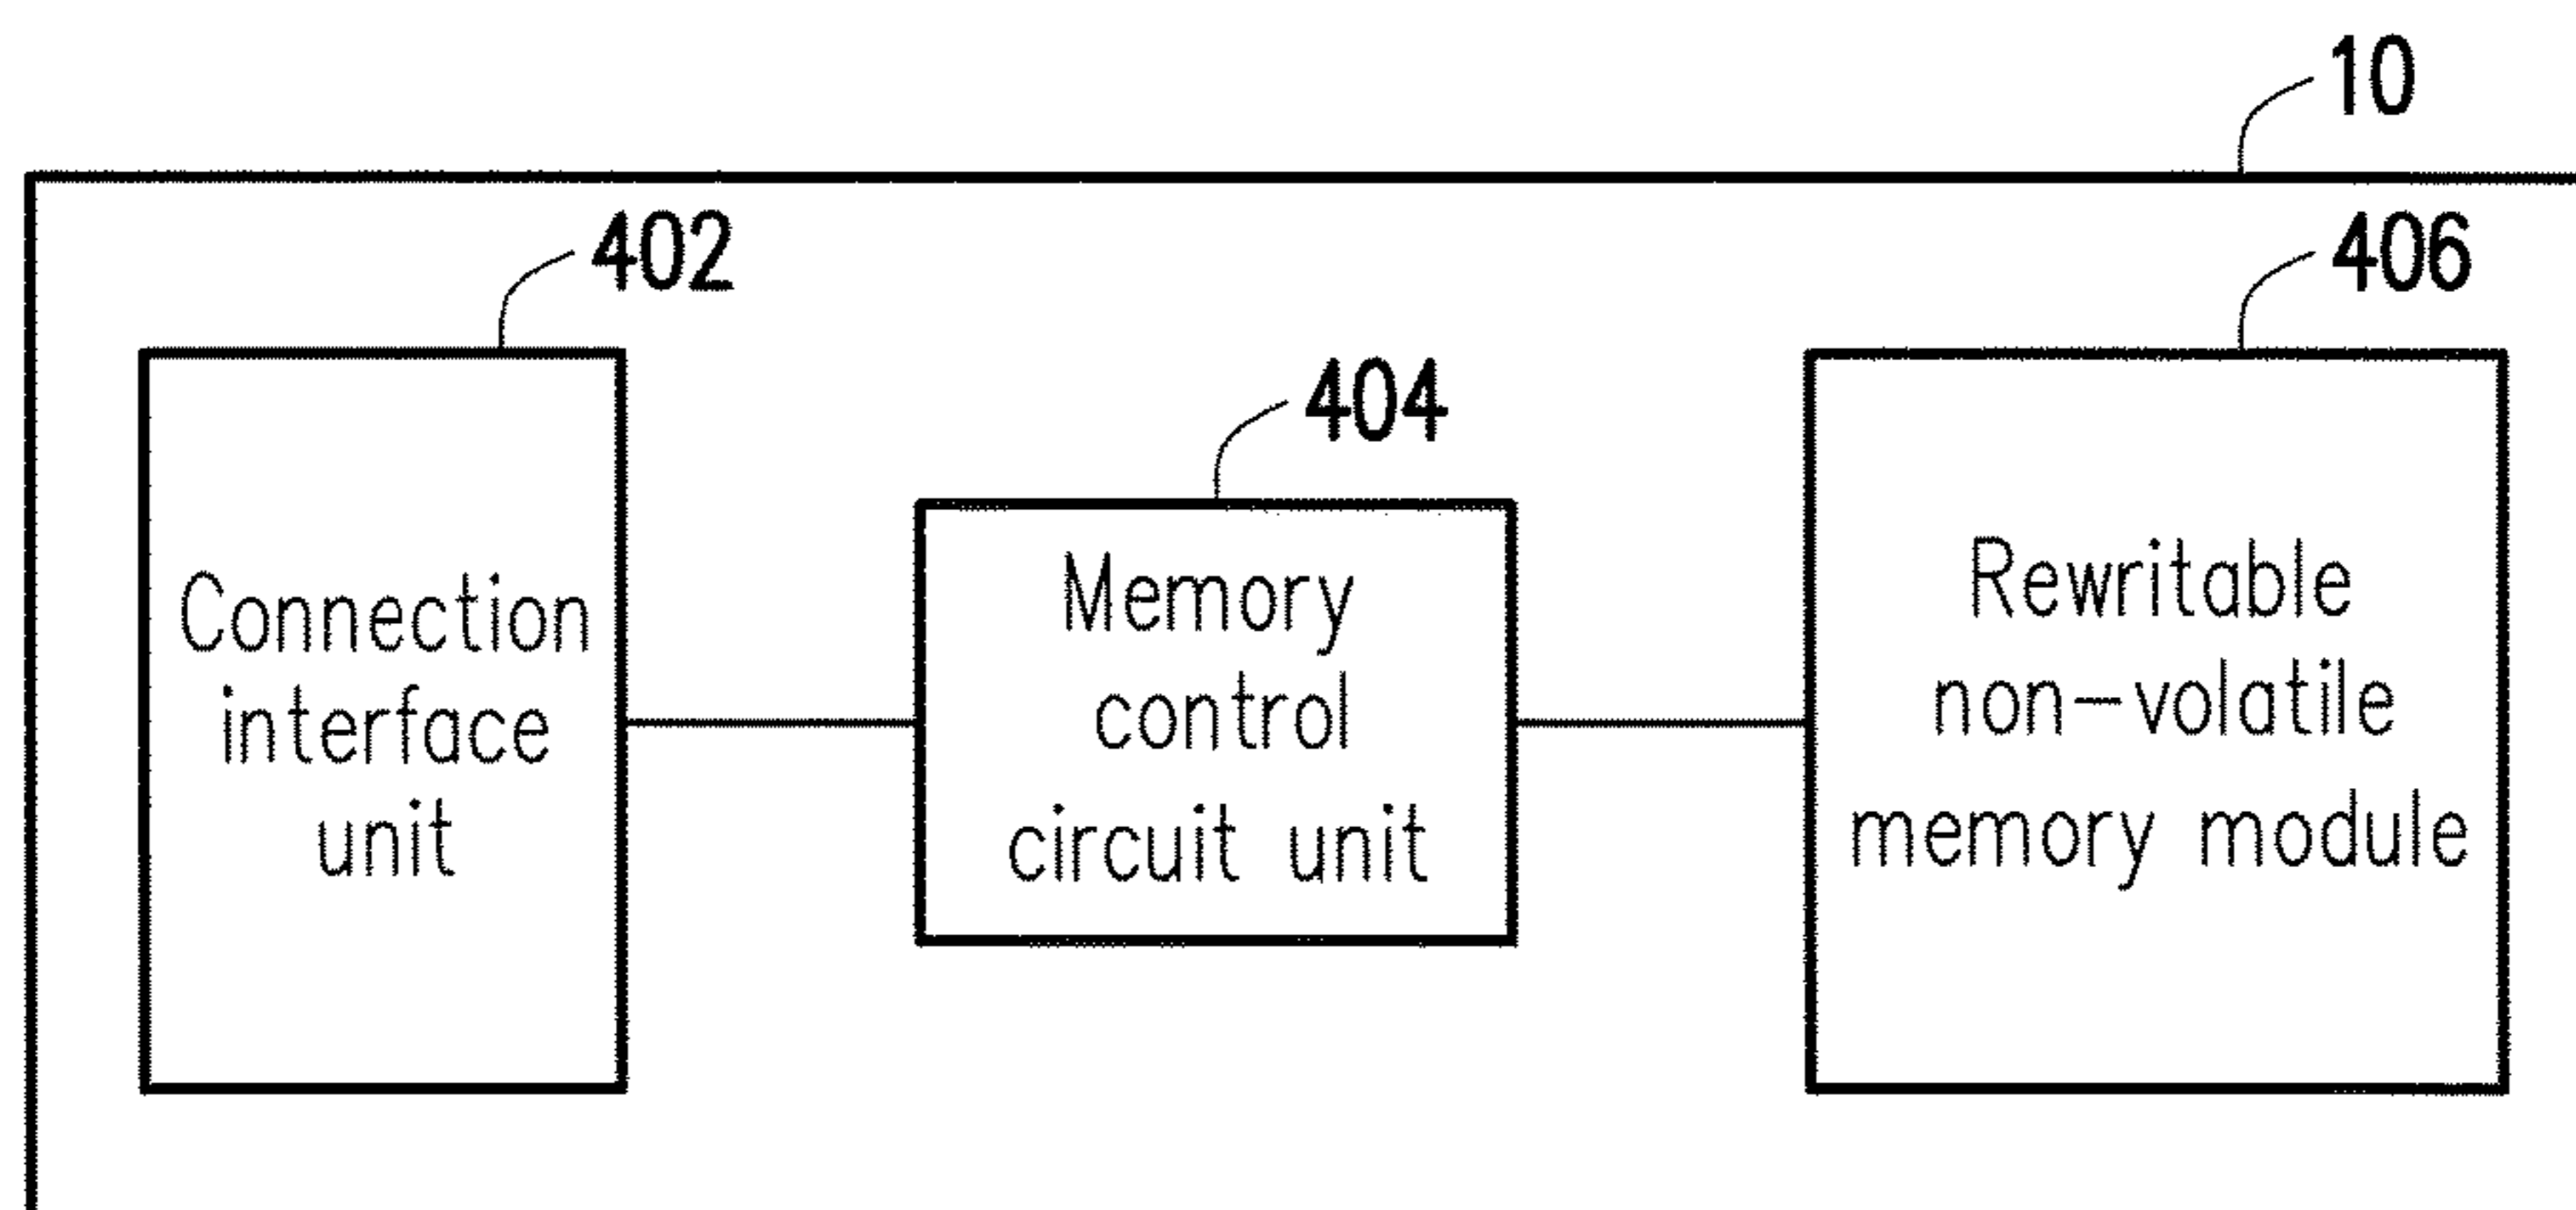 10
402
406
404
Connection
interface
unit
Memory
control
circuit unit
Rewritable
non-volatile
memory module